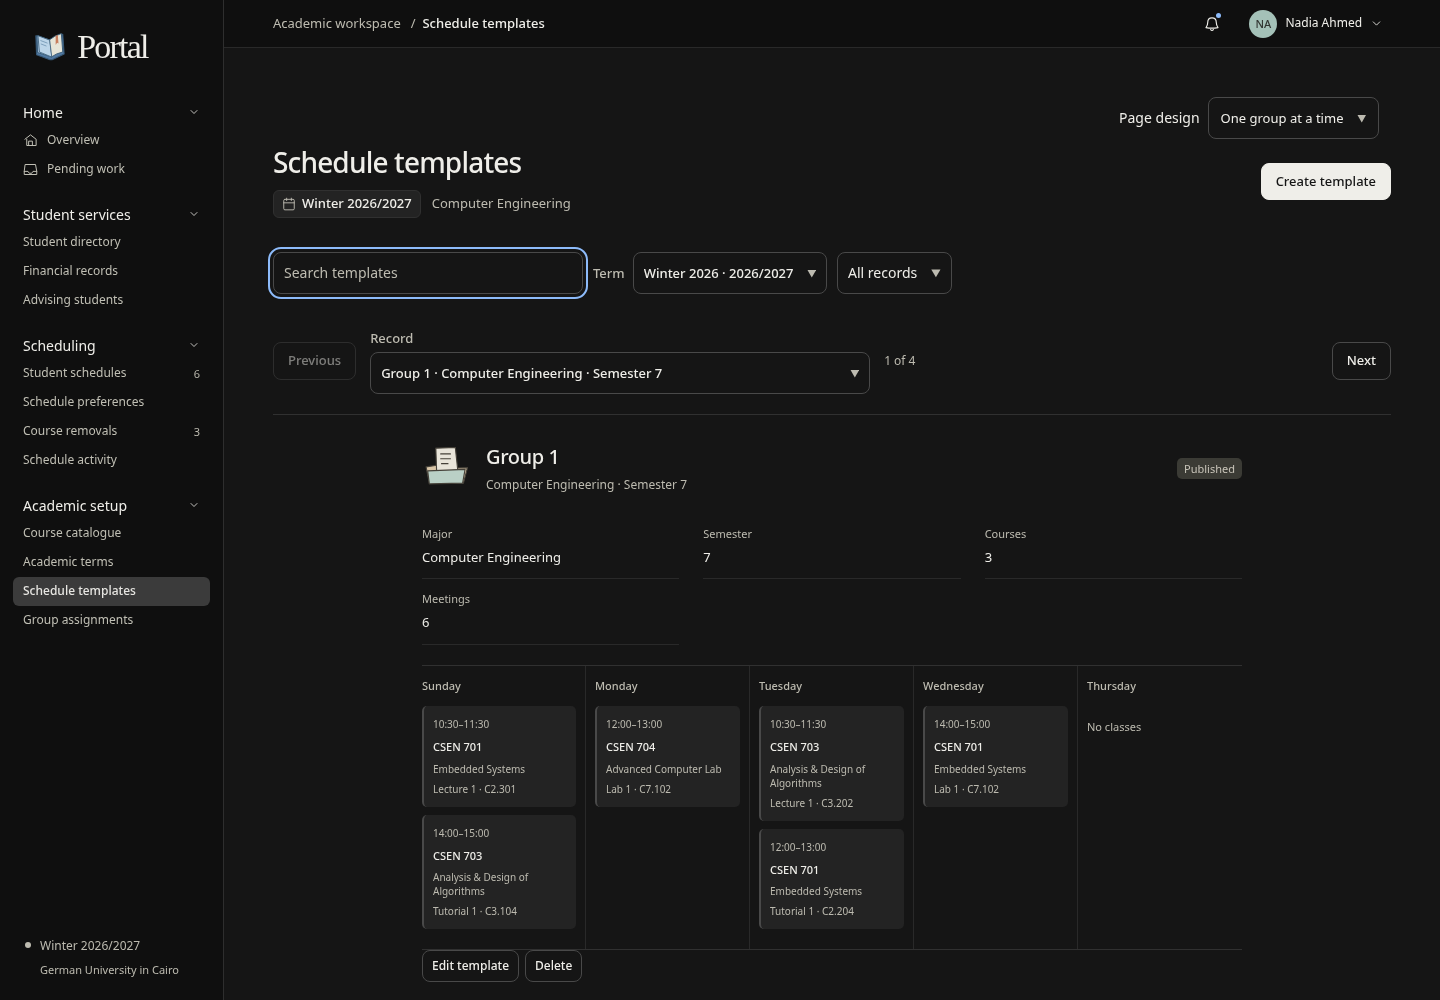 Portal
Academic workspace / Schedule templates
NA Nadia Ahmed
Home
Overview
Pending work
Student services
Student directory
Financial records
Advising students
Scheduling
Student schedules 6
Schedule preferences
Course removals 3
Schedule activity
Academic setup
Course catalogue
Academic terms
Schedule templates
Group assignments
Winter 2026/2027
German University in Cairo
Page design One group at a time
Schedule templates
Create template
Winter 2026/2027 Computer Engineering
Search templates Term Winter 2026 · 2026/2027 All records
Record
Previous Group 1 · Computer Engineering · Semester 7 1 of 4 Next
Group 1
Computer Engineering · Semester 7
Published
Major Semester Courses
Computer Engineering 7 3
Meetings
6
Sunday
10:30–11:30
CSEN 701
Embedded Systems
Lecture 1 · C2.301
14:00–15:00
CSEN 703
Analysis & Design of
Algorithms
Tutorial 1 · C3.104
Monday
12:00–13:00
CSEN 704
Advanced Computer Lab
Lab 1 · C7.102
Tuesday
10:30–11:30
CSEN 703
Analysis & Design of
Algorithms
Lecture 1 · C3.202
12:00–13:00
CSEN 701
Embedded Systems
Tutorial 1 · C2.204
Wednesday
14:00–15:00
CSEN 701
Embedded Systems
Lab 1 · C7.102
Thursday
No classes
Edit template Delete